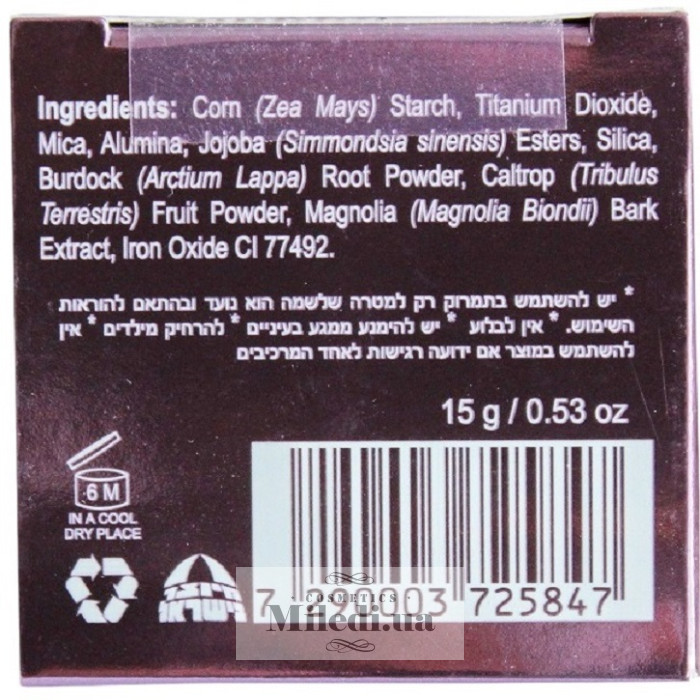 Ingredients: Corn (Zea Mays) Starch, Titanium Dioxide,
Mica, Alumina, Jojoba (Simmondsia sinensis) Esters, Silica,
Burdock (Arctium Lappa) Root Powder, Caltrop (Tribulus
Terrestris) Fruit Powder, Magnolia (Magnolia Biondii) Bark
Extract, Iron Oxide CI 77492.
* יש להשתמש בתמרוק רק למטרה שלשמה הוא נועד ובהתאם להוראות
השימוש. * אין לבלוע * יש להימנע ממגע בעיניים * להרחיק מילדים * אין
להשתמש במוצר אם ידועה רגישות לאחד המרכיבים
15 g / 0.53 oz
6 M
IN A COOL
DRY PLACE
7 290003 725847
COSMETICS
Miledi.ua